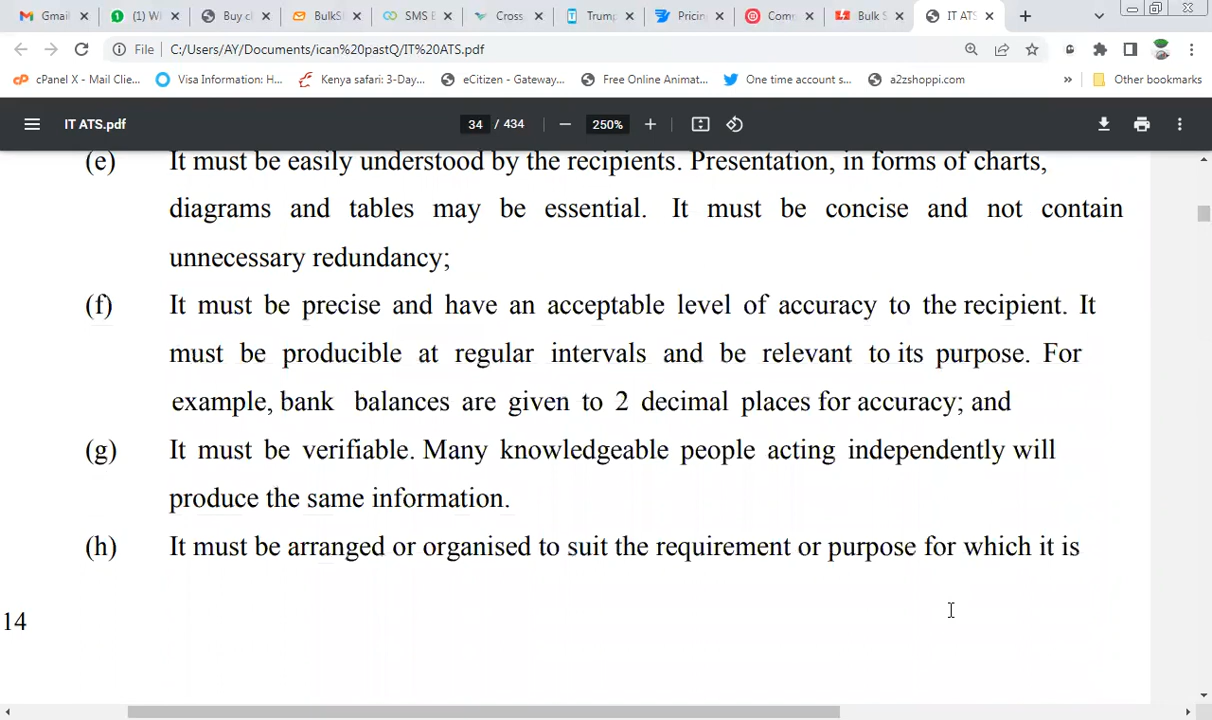 Gmail
(1) W
Buy c
BulkS
SMS B
Cross
Trump
Pricin
Comm
Bulk S
IT ATS
File C:/Users/AY/Documents/ican%20pastQ/IT%20ATS.pdf
cPanel X - Mail Clie...
Visa Information: H...
Kenya safari: 3-Day...
eCitizen - Gateway...
Free Online Animat...
One time account s...
a2zshoppi.com
»
Other bookmarks
IT ATS.pdf
34 / 434
250%
(e) It must be easily understood by the recipients. Presentation, in forms of charts,
diagrams and tables may be essential. It must be concise and not contain
unnecessary redundancy;
(f) It must be precise and have an acceptable level of accuracy to the recipient. It
must be producible at regular intervals and be relevant to its purpose. For
example, bank balances are given to 2 decimal places for accuracy; and
(g) It must be verifiable. Many knowledgeable people acting independently will
produce the same information.
(h) It must be arranged or organised to suit the requirement or purpose for which it is
14